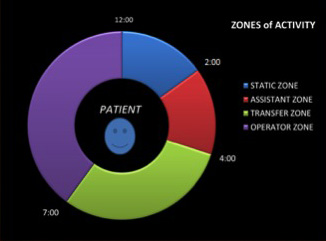 12:00
ZONES of ACTIVITY
2:00
STATIC ZONE
ASSISTANT ZONE
TRANSFER ZONE
OPERATOR ZONE
PATIENT
4:00
7:00